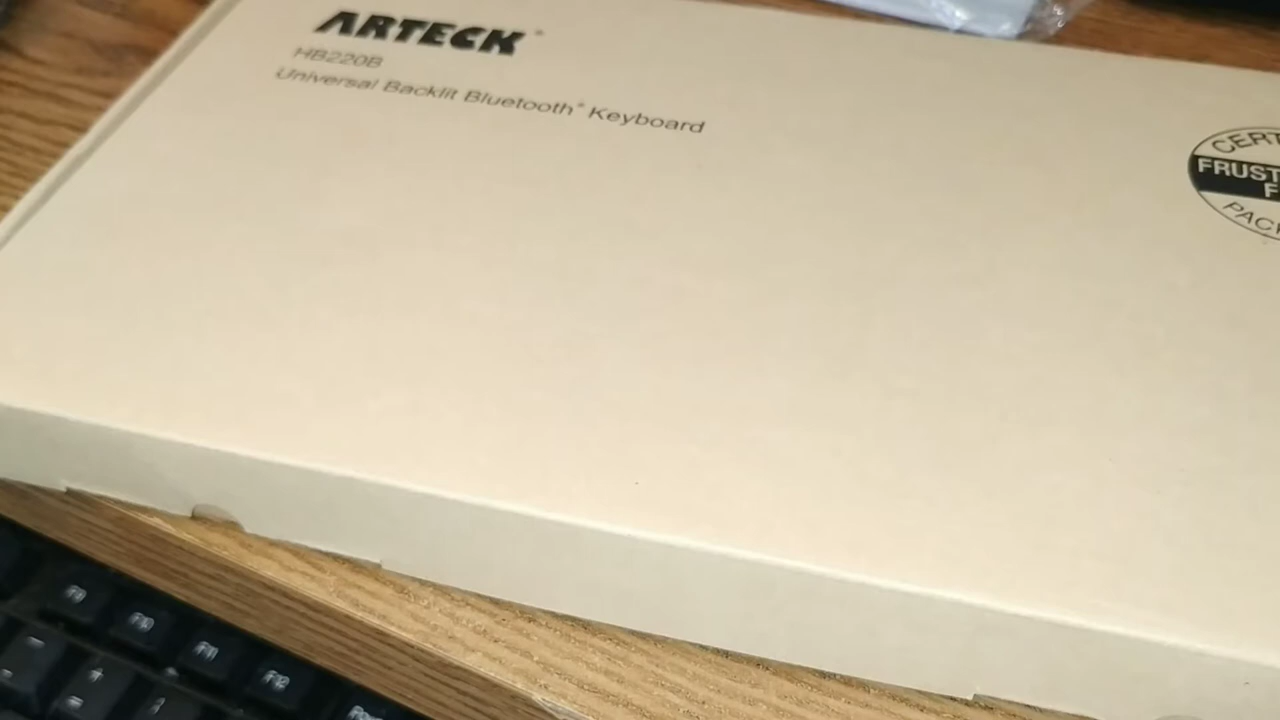 ARTECK®
HB220B
Universal Backlit Bluetooth® Keyboard
CERT
FRUST
F
PACK
F9
F10
F11
F12